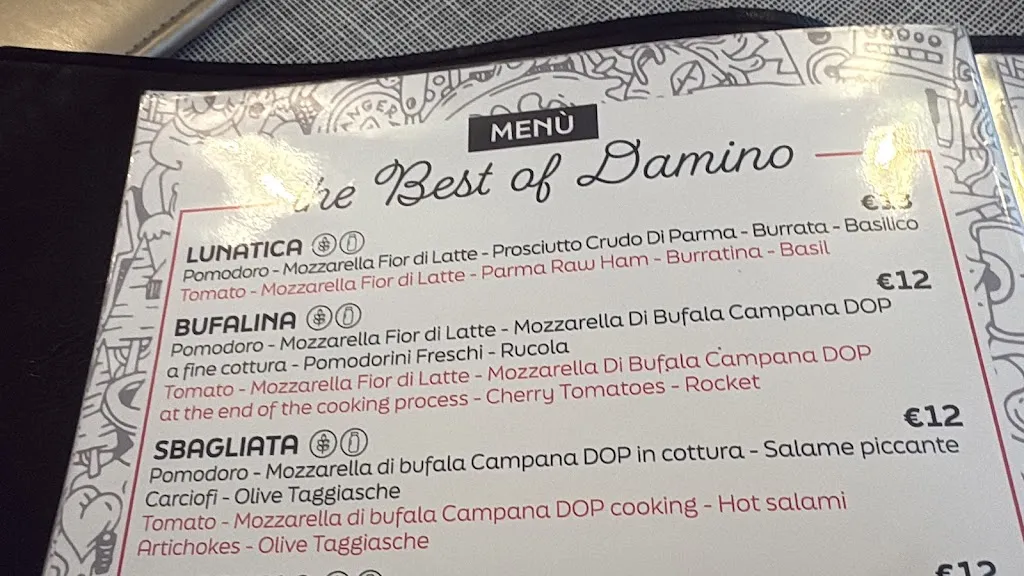 MENÙ
the Best of Damino
LUNATICA
Pomodoro - Mozzarella Fior di Latte - Prosciutto Crudo Di Parma - Burrata - Basilico
Tomato - Mozzarella Fior di Latte - Parma Raw Ham - Burratina - Basil
€12
BUFALINA
Pomodoro - Mozzarella Fior di Latte - Mozzarella Di Bufala Campana DOP
a fine cottura - Pomodorini Freschi - Rucola
Tomato - Mozzarella Fior di Latte - Mozzarella Di Bufala Campana DOP
at the end of the cooking process - Cherry Tomatoes - Rocket
€12
SBAGLIATA
Pomodoro - Mozzarella di bufala Campana DOP in cottura - Salame piccante
Carciofi - Olive Taggiasche
Tomato - Mozzarella di bufala Campana DOP cooking - Hot salami
Artichokes - Olive Taggiasche
€12